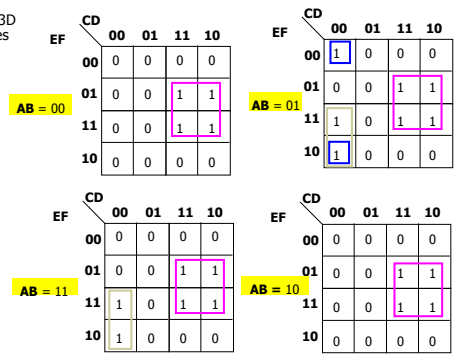 3D
es
EF CD
00 01 11 10
00 0 0 0 0
01 0 0 1 1
11 0 0 1 1
10 0 0 0 0
AB = 00
EF CD
00 01 11 10
00 1 0 0 0
01 0 0 1 1
11 1 0 1 1
10 1 0 0 0
AB = 01
EF CD
00 01 11 10
00 0 0 0 0
01 0 0 1 1
11 1 0 1 1
10 1 0 0 0
AB = 11
EF CD
00 01 11 10
00 0 0 0 0
01 0 0 1 1
11 0 0 1 1
10 0 0 0 0
AB = 10